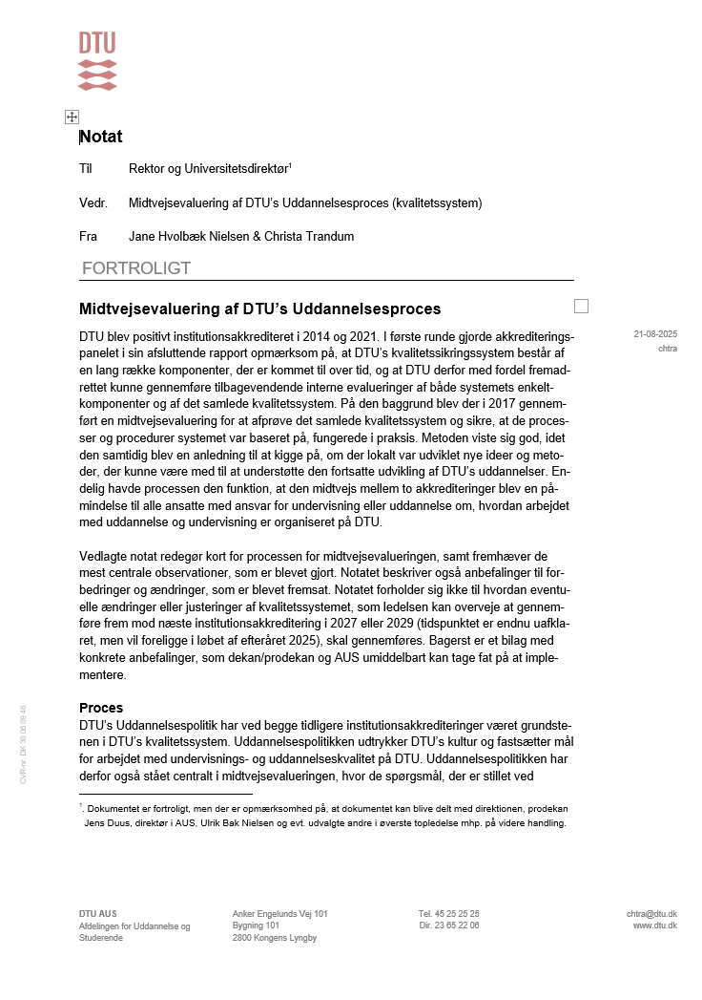 DTU
Notat
Til Rektor og Universitetsdirektør1
Vedr. Midtvejsevaluering af DTU’s Uddannelsesproces (kvalitetssystem)
Fra Jane Hvolbæk Nielsen & Christa Trandum
FORTROLIGT
Midtvejsevaluering af DTU’s Uddannelsesproces
21-08-2025
chtra
DTU blev positivt institutionsakkrediteret i 2014 og 2021. I første runde gjorde akkrediterings-
panelet i sin afsluttende rapport opmærksom på, at DTU’s kvalitetssikringssystem består af
en lang række komponenter, der er kommet til over tid, og at DTU derfor med fordel fremad-
rettet kunne gennemføre tilbagevendende interne evalueringer af både systemets enkelt-
komponenter og af det samlede kvalitetssystem. På den baggrund blev der i 2017 gennem-
ført en midtvejsevaluering for at afprøve det samlede kvalitetssystem og sikre, at de proces-
ser og procedurer systemet var baseret på, fungerede i praksis. Metoden viste sig god, idet
den samtidig blev en anledning til at kigge på, om der lokalt var udviklet nye ideer og meto-
der, der kunne være med til at understøtte den fortsatte udvikling af DTU’s uddannelser. En-
delig havde processen den funktion, at den midtvejs mellem to akkrediteringer blev en på-
mindelse til alle ansatte med ansvar for undervisning eller uddannelse om, hvordan arbejdet
med uddannelse og undervisning er organiseret på DTU.
Vedlagte notat redegør kort for processen for midtvejsevalueringen, samt fremhæver de
mest centrale observationer, som er blevet gjort. Notatet beskriver også anbefalinger til for-
bedringer og ændringer, som er blevet fremsat. Notatet forholder sig ikke til hvordan eventu-
elle ændringer eller justeringer af kvalitetssystemet, som ledelsen kan overveje at gennem-
føre frem mod næste institutionsakkreditering i 2027 eller 2029 (tidspunktet er endnu uafkla-
ret, men vil foreligge i løbet af efteråret 2025), skal gennemføres. Bagerst er et bilag med
konkrete anbefalinger, som dekan/prodekan og AUS umiddelbart kan tage fat på at imple-
mentere.
Proces
DTU’s Uddannelsespolitik har ved begge tidligere institutionsakkrediteringer været grundste-
nen i DTU’s kvalitetssystem. Uddannelsespolitikken udtrykker DTU’s kultur og fastsætter mål
for arbejdet med undervisnings- og uddannelseskvalitet på DTU. Uddannelsespolitikken har
derfor også stået centralt i midtvejsevalueringen, hvor de spørgsmål, der er stillet ved
1. Dokumentet er fortroligt, men der er opmærksomhed på, at dokumentet kan blive delt med direktionen, prodekan
Jens Duus, direktør i AUS, Ulrik Bak Nielsen og evt. udvalgte andre i øverste topledelse mhp. på videre handling.
CVR-nr. DK 30 06 09 46
DTU AUS
Afdelingen for Uddannelse og
Studerende
Anker Engelunds Vej 101
Bygning 101
2800 Kongens Lyngby
Tel. 45 25 25 25
Dir. 23 65 22 06
chtra@dtu.dk
www.dtu.dk